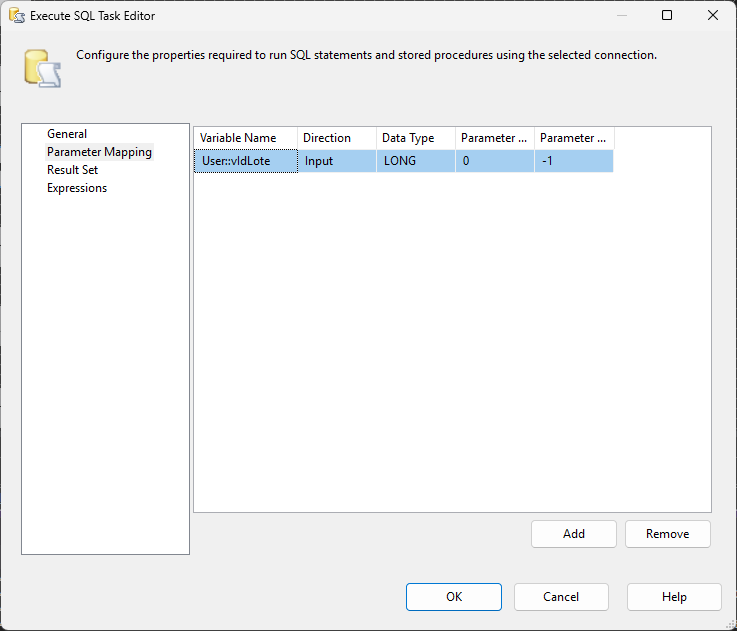 Execute SQL Task Editor
Configure the properties required to run SQL statements and stored procedures using the selected connection.
General
Parameter Mapping
Result Set
Expressions
Variable Name Direction Data Type Parameter ... Parameter ...
User::vIdLote Input LONG 0 -1
Add Remove
OK Cancel Help